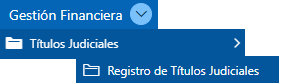 Gestión Financiera
Títulos Judiciales
Registro de Títulos Judiciales